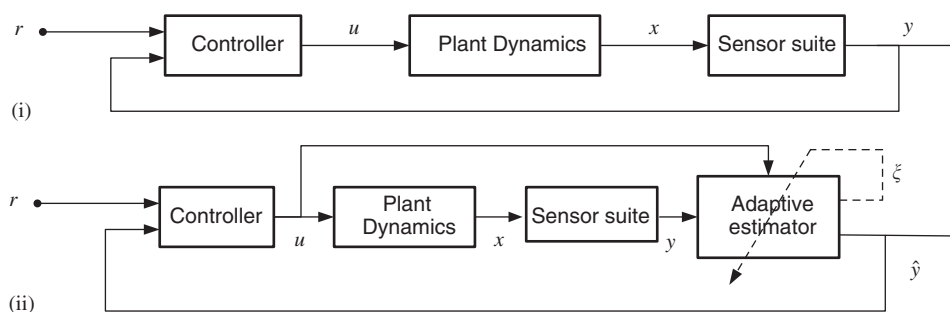 r
Controller
u
Plant Dynamics
x
Sensor suite
y
(i)
r
Controller
u
Plant
Dynamics
x
Sensor suite
y
Adaptive
estimator
ξ
ŷ
(ii)